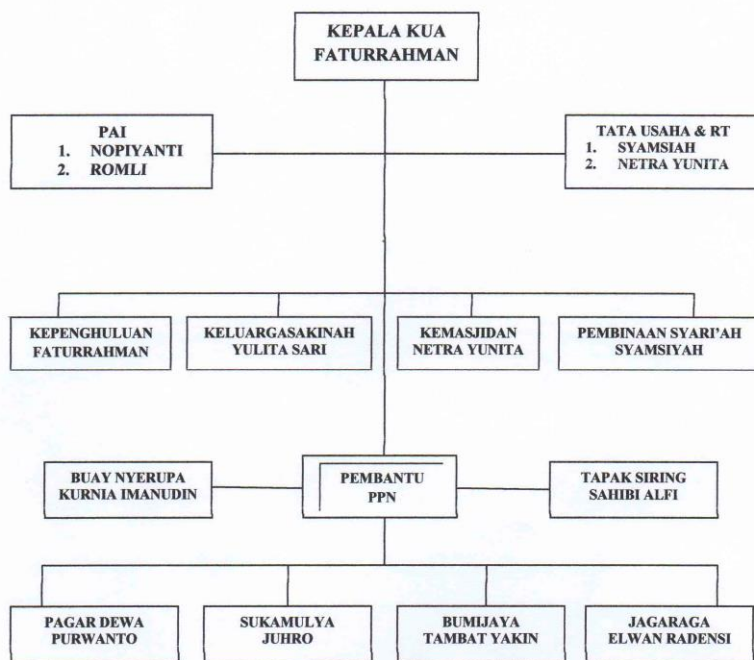 KEPALA KUA
FATURRAHMAN
PAI
1. NOPIYANTI
2. ROMLI
TATA USAHA & RT
1. SYAMSIAH
2. NETRA YUNITA
KEPENGHULUAN
FATURRAHMAN
KELUARGASAKINAH
YULITA SARI
KEMASJIDAN
NETRA YUNITA
PEMBINAAN SYARI'AH
SYAMSIYAH
BUAY NYERUPA
KURNIA IMANUDIN
PEMBANTU
PPN
TAPAK SIRING
SAHIBI ALFI
PAGAR DEWA
PURWANTO
SUKAMULYA
JUHRO
BUMIJAYA
TAMBAT YAKIN
JAGARAGA
ELWAN RADENSI